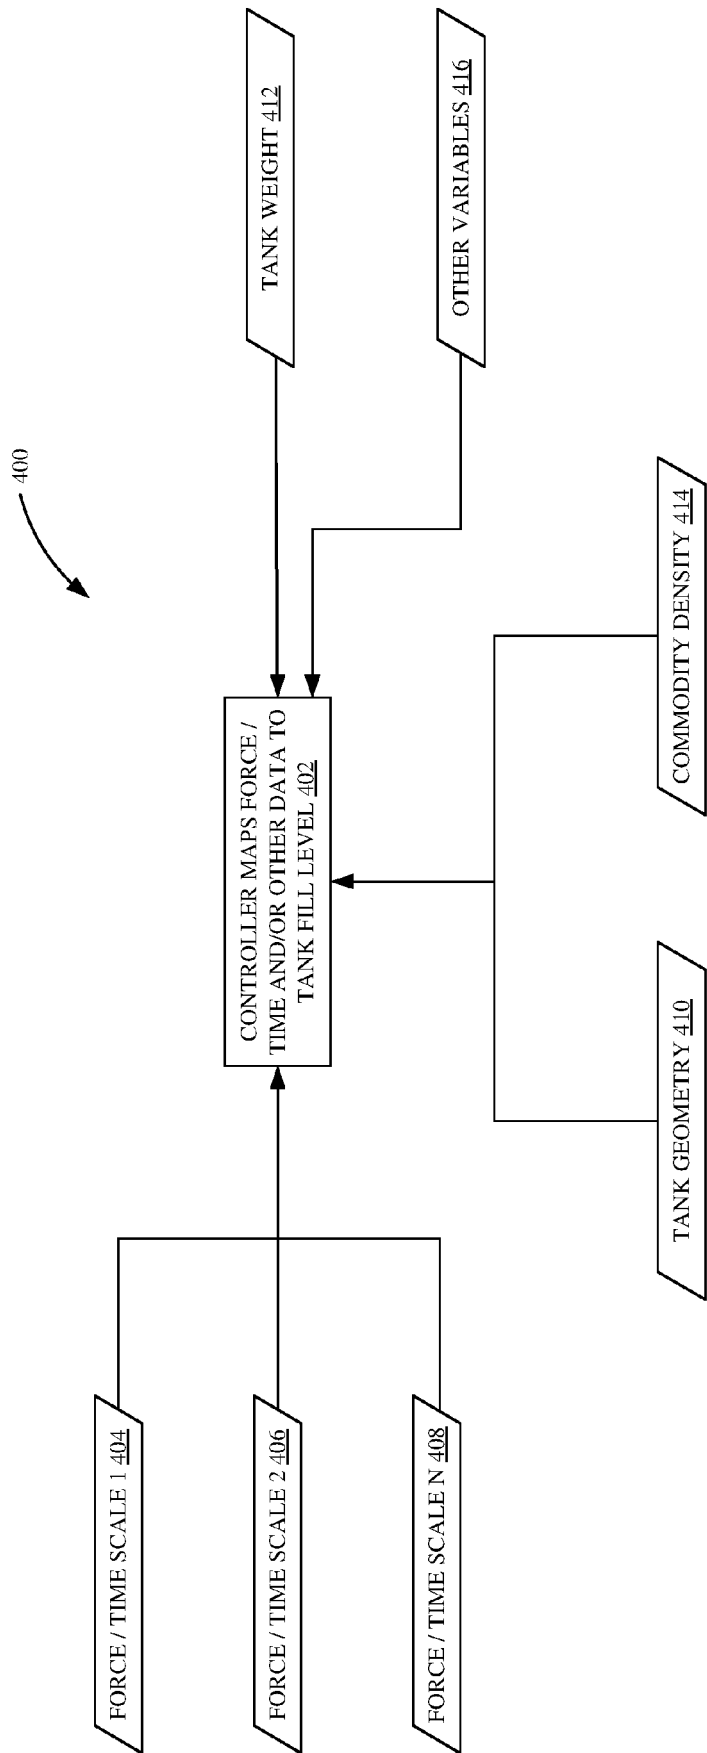 400
FORCE / TIME SCALE 1 404
FORCE / TIME SCALE 2 406
FORCE / TIME SCALE N 408
CONTROLLER MAPS FORCE /
TIME AND/OR OTHER DATA TO
TANK FILL LEVEL 402
TANK WEIGHT 412
OTHER VARIABLES 416
TANK GEOMETRY 410
COMMODITY DENSITY 414